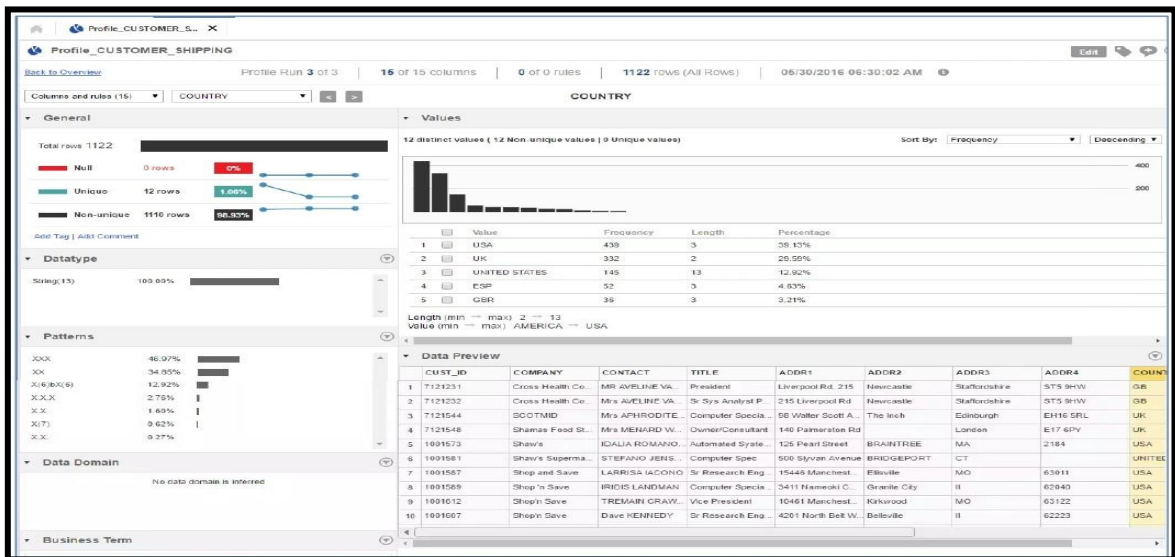 Profile_CUSTOMER_S... X
Profile_CUSTOMER_SHIPPING
Edit
Back to Overview
Profile Run 3 of 3 | 15 of 15 columns | 0 of 0 rules | 1122 rows (All Rows) | 05/30/2016 06:30:02 AM
Columns and rules (15)
COUNTRY
< >
COUNTRY
General
Total rows 1122
Null 0 rows 0%
Unique 12 rows 1.06%
Non-unique 1110 rows 98.93%
Add Tag | Add Comment
Datatype
String(13) 100.00%
Patterns
XXX 46.97%
XX 34.85%
X(6)bX(6) 12.92%
X.X.X 2.76%
X.X 1.60%
X(7) 0.62%
X.X. 0.27%
Data Domain
No data domain is inferred
Business Term
Values
12 distinct values ( 12 Non-unique values | 0 Unique values)
Sort By: Frequency Descending
400
200
Value Frequency Length Percentage
1 USA 439 3 39.13%
2 UK 332 2 29.59%
3 UNITED STATES 145 13 12.92%
4 ESP 52 3 4.63%
5 GBR 36 3 3.21%
Length (min → max) 2 → 13
Value (min → max) AMERICA → USA
Data Preview
CUST_ID COMPANY CONTACT TITLE ADDR1 ADDR2 ADDR3 ADDR4 COUNT
1 7121231 Cross Health Co... MR AVELINE VA... President Liverpool Rd, 215 Newcastle Staffordshire ST5 9HW GB
2 7121232 Cross Health Co... Mrs AVELINE VA... Sr Sys Analyst P... 215 Liverpool Rd Newcastle Staffordshire ST5 9HW GB
3 7121544 SCOTMID Mrs APHRODITE... Computer Specia... 98 Walter Scott A... The Inch Edinburgh EH16 5RL UK
4 7121548 Shamas Food St... Mrs MENARD W... Owner/Consultant 140 Palmerston Rd London E17 6PY UK
5 1001573 Shaw's IDALIA ROMANO... Automated Syste... 125 Pearl Street BRAINTREE MA 2184 USA
6 1001581 Shaw's Superma... STEFANO JENS... Computer Spec 500 Slyvan Avenue BRIDGEPORT CT UNITED
7 1001587 Shop and Save LARRISA IACONO Sr Research Eng... 15446 Manchest... Ellisville MO 63011 USA
8 1001589 Shop 'n Save IRIDIS LANDMAN Computer Specia... 3411 Nameoki C... Granite City Il 62040 USA
9 1001612 Shop'n Save TREMAIN CRAW... Vice President 10461 Manchest... Kirkwood MO 63122 USA
10 1001607 Shop'n Save Dave KENNEDY Sr Research Eng... 4201 North Belt W... Belleville Il 62223 USA